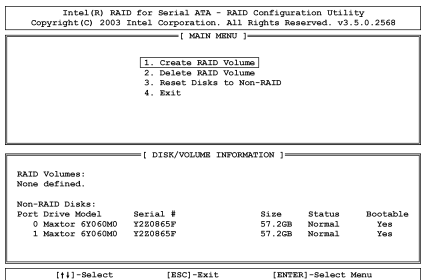 Intel(R) RAID for Serial ATA - RAID Configuration Utility
Copyright(C) 2003 Intel Corporation. All Rights Reserved. v3.5.0.2568
[ MAIN MENU ]
1. Create RAID Volume
2. Delete RAID Volume
3. Reset Disks to Non-RAID
4. Exit
[ DISK/VOLUME INFORMATION ]
RAID Volumes:
None defined.
Non-RAID Disks:
Port Drive Model Serial # Size Status Bootable
0 Maxtor 6Y060M0 Y2Z0865F 57.2GB Normal Yes
1 Maxtor 6Y060M0 Y2Z0865F 57.2GB Normal Yes
[↑↓]-Select [ESC]-Exit [ENTER]-Select Menu